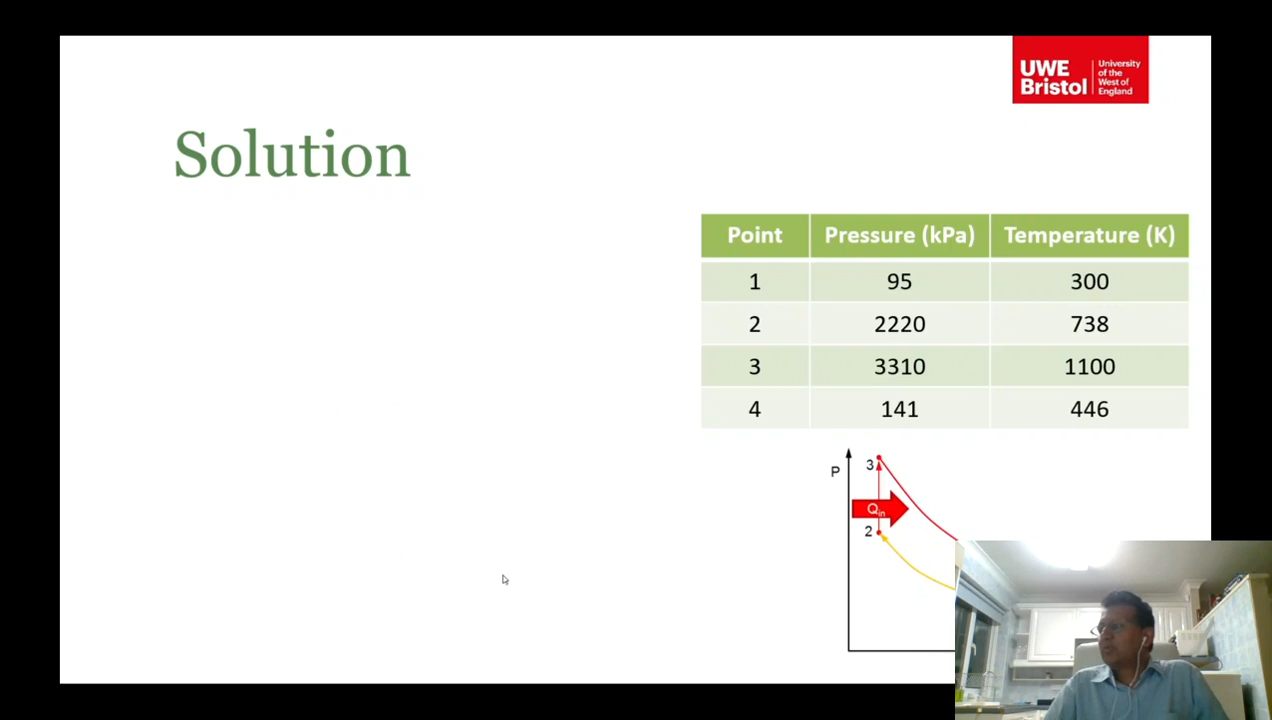 UWE
Bristol
University
of the
West of
England
Solution
Point Pressure (kPa) Temperature (K)
1 95 300
2 2220 738
3 3310 1100
4 141 446
P
3
Qin
2